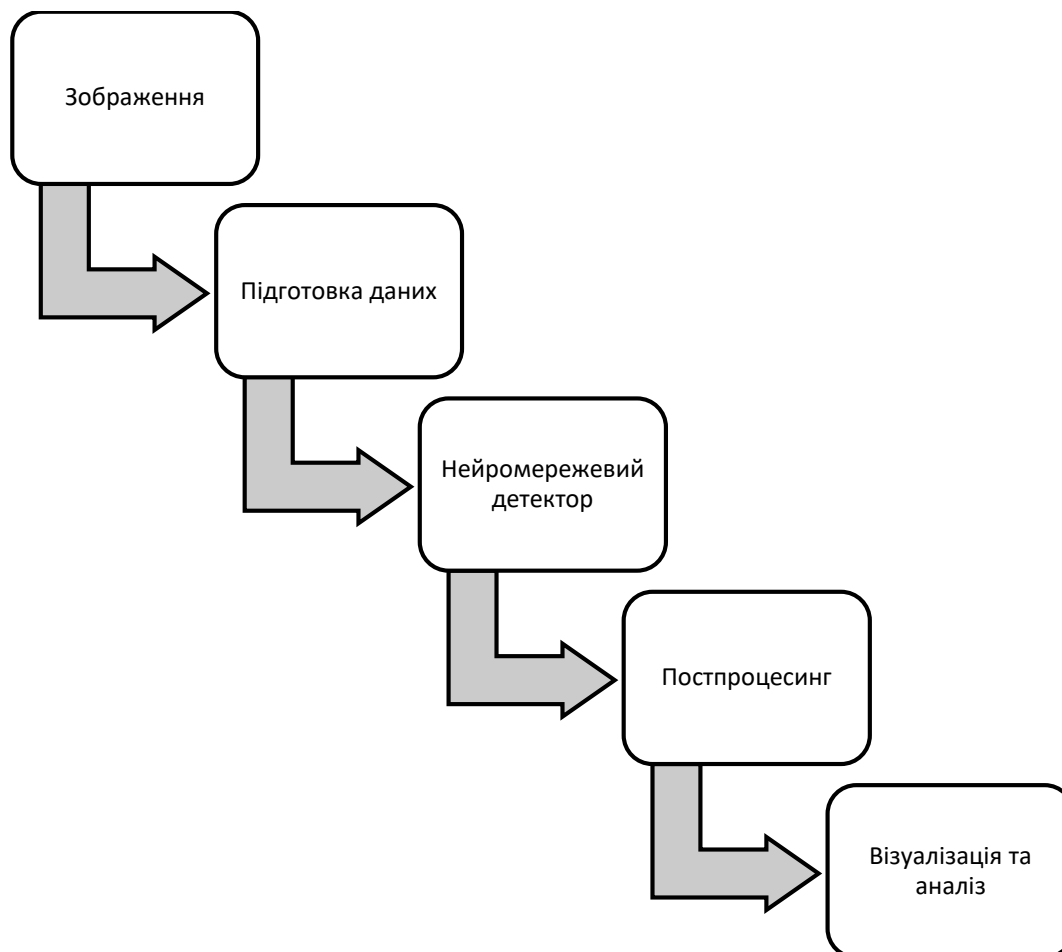 Зображення
Підготовка даних
Нейромережевий
детектор
Постпроцесинг
Візуалізація та
аналіз